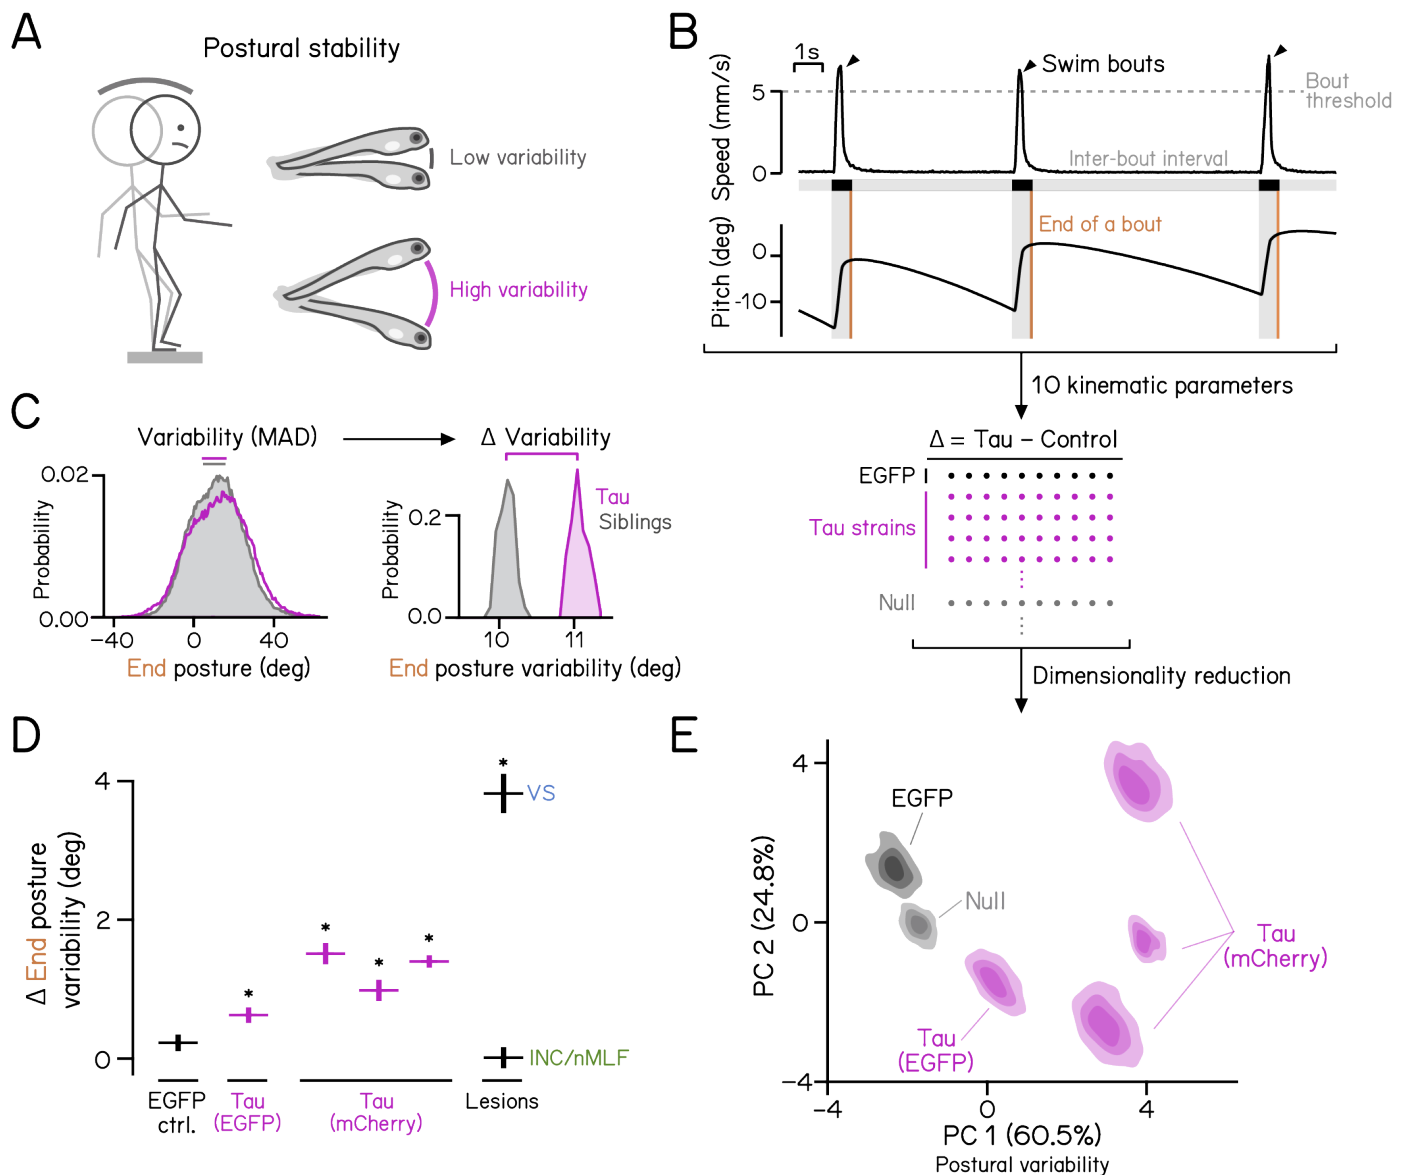 A
Postural stability
Low variability
High variability
B
1s
Swim bouts
Bout
threshold
Speed (mm/s)
5
0
Inter-bout interval
End of a bout
Pitch (deg)
0
-10
10 kinematic parameters
Δ = Tau – Control
EGFP
Tau strains
Null
Dimensionality reduction
C
Variability (MAD)
Δ Variability
Probability
0.02
0.00
−40
0
40
End posture (deg)
Probability
0.2
0.0
Tau
Siblings
10
11
End posture variability (deg)
D
Δ End posture
variability (deg)
4
2
0
*
*
*
*
*
VS
INC/nMLF
EGFP
ctrl.
Tau
(EGFP)
Tau
(mCherry)
Lesions
E
PC 2 (24.8%)
4
0
−4
EGFP
Null
Tau
(EGFP)
Tau
(mCherry)
−4
0
4
PC 1 (60.5%)
Postural variability